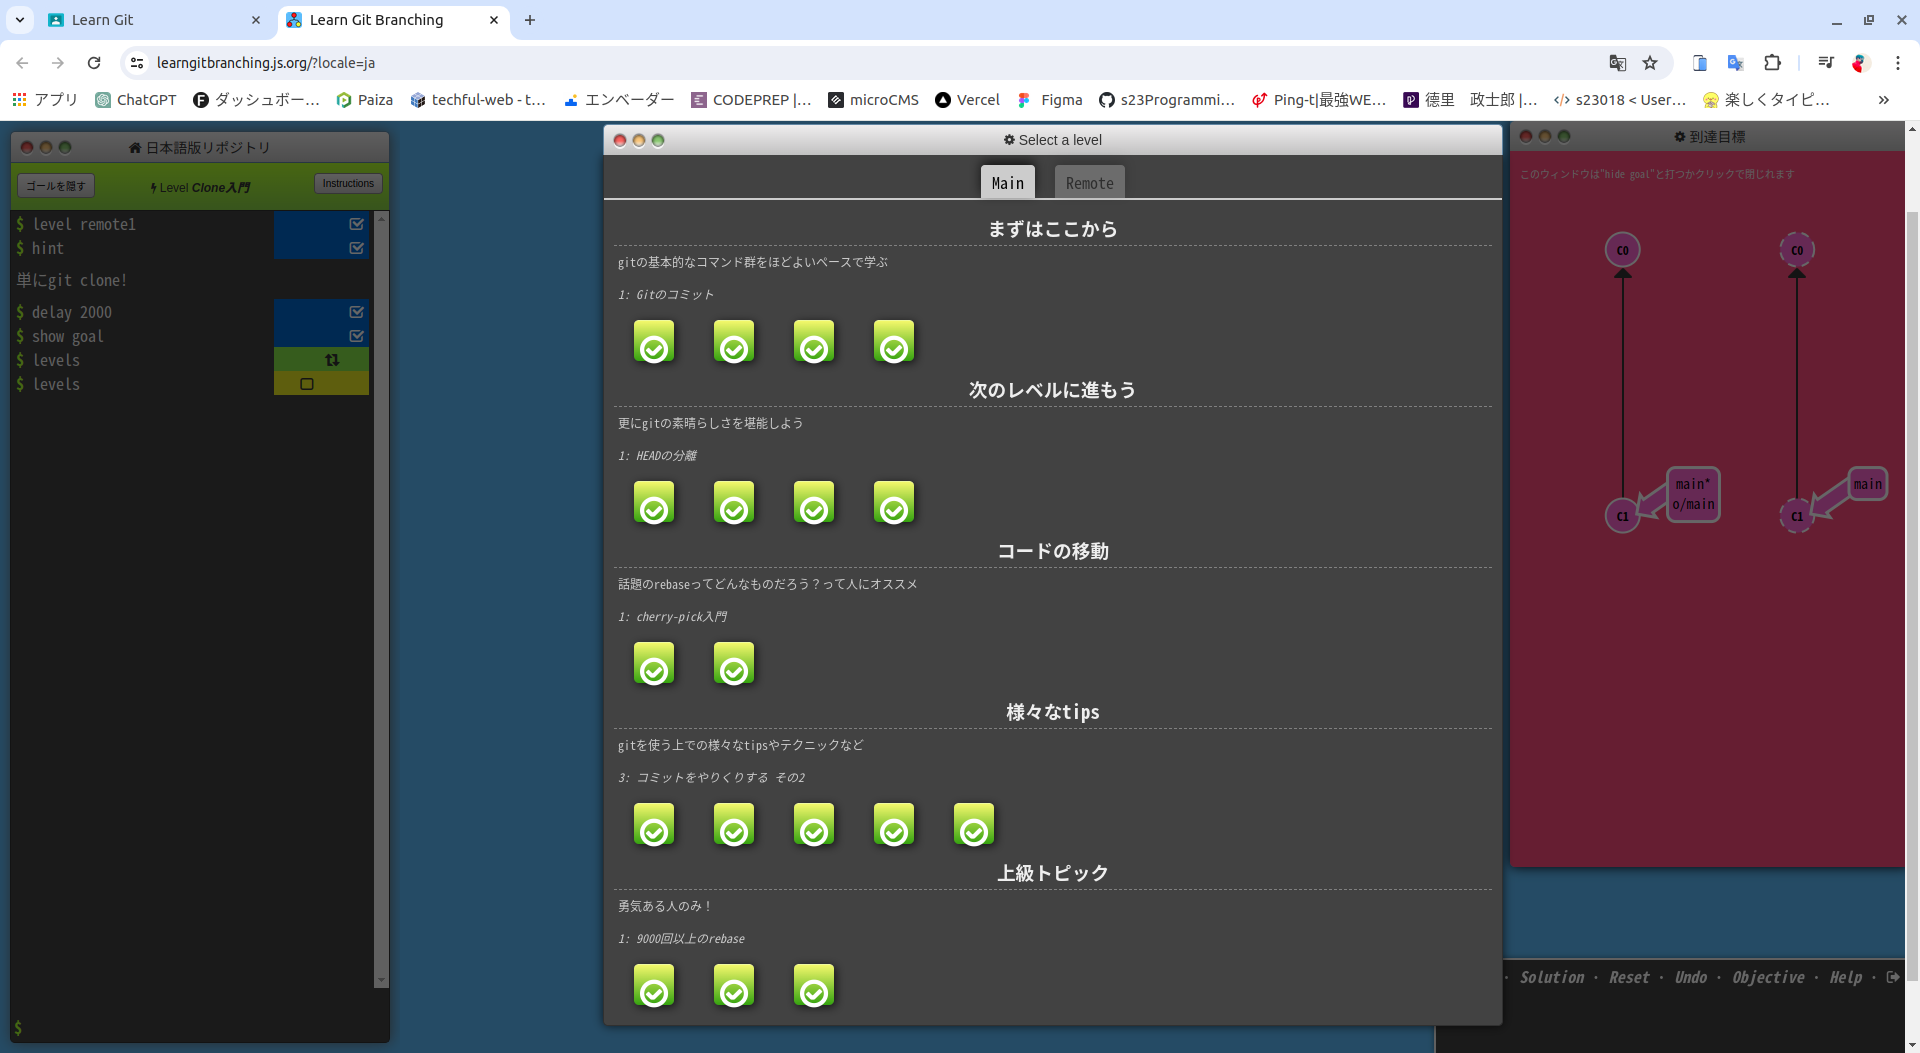 Learn Git
Learn Git Branching
learngitbranching.js.org/?locale=ja
アプリ
ChatGPT
ダッシュボー…
Paiza
techful-web - t…
エンベーダー
CODEPREP |…
microCMS
Vercel
Figma
s23Programmi…
Ping-t|最強WE…
德里　政士郎 |…
s23018 < User…
楽しくタイピ…
日本語版リポジトリ
ゴールを隠す
Level Clone入門
Instructions
$ level remote1
$ hint
単にgit clone!
$ delay 2000
$ show goal
$ levels
$ levels
$
Select a level
Main
Remote
まずはここから
gitの基本的なコマンド群をほどよいペースで学ぶ
1: Gitのコミット
次のレベルに進もう
更にgitの素晴らしさを堪能しよう
1: HEADの分離
コードの移動
話題のrebaseってどんなものだろう？って人にオススメ
1: cherry-pick入門
様々なtips
gitを使う上での様々なtipsやテクニックなど
3: コミットをやりくりする その2
上級トピック
勇気ある人のみ！
1: 9000回以上のrebase
到達目標
このウィンドウは"hide goal"と打つかクリックで閉じれます
C0
C0
main*
o/main
main
C1
C1
· Solution · Reset · Undo · Objective · Help ·